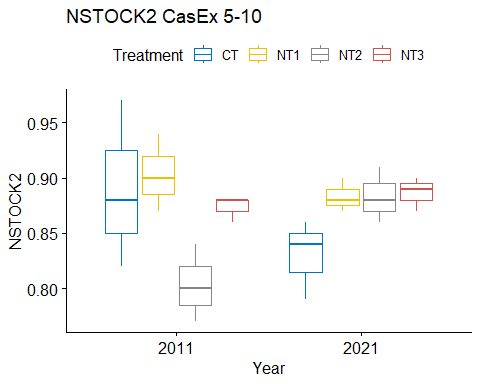 NSTOCK2 CasEx 5-10
Treatment CT NT1 NT2 NT3
0.95
0.90
0.85
0.80
NSTOCK2
2011 2021
Year